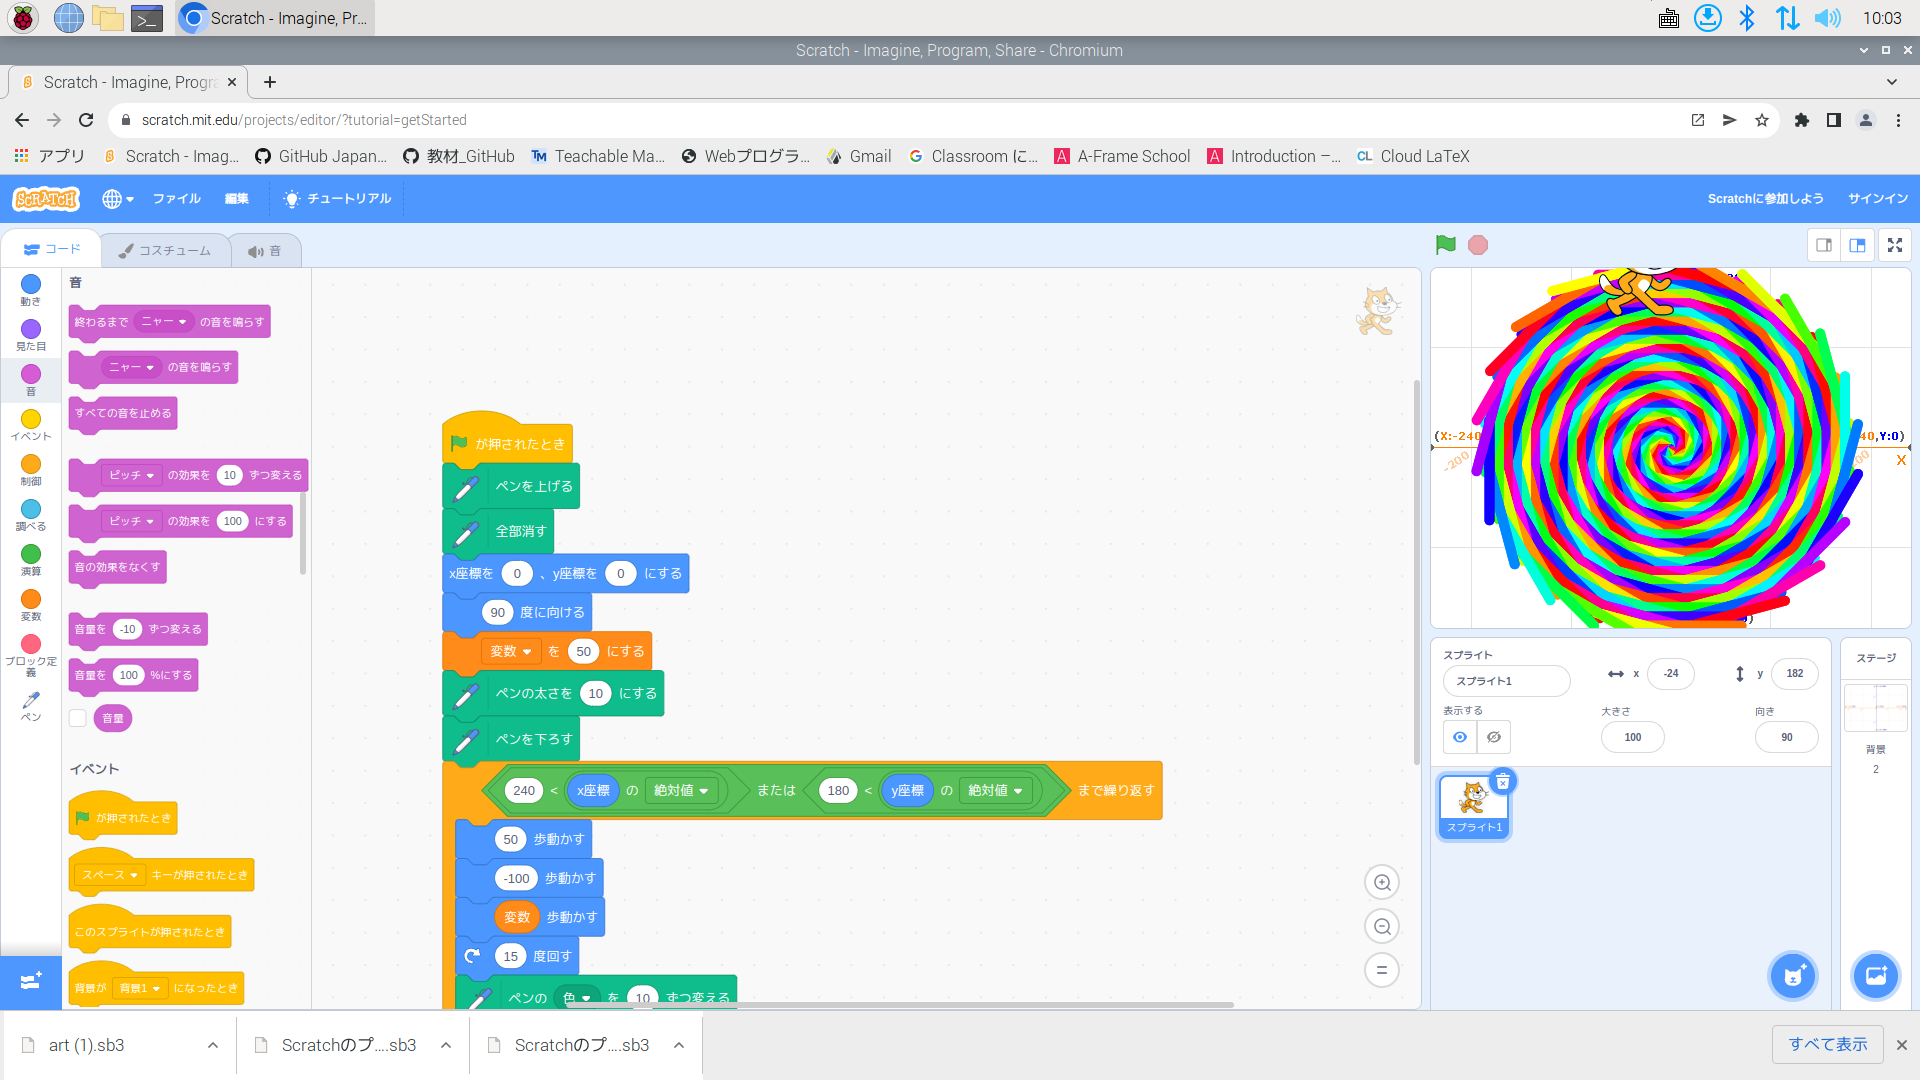 Scratch - Imagine, Pr...
10:03
Scratch - Imagine, Program, Share - Chromium
Scratch - Imagine, Progra
scratch.mit.edu/projects/editor/?tutorial=getStarted
アプリ
Scratch - Imag...
GitHub Japan...
教材_GitHub
Teachable Ma...
Webプログラ...
Gmail
Classroom に...
A-Frame School
Introduction –...
Cloud LaTeX
SCRATCH
ファイル
編集
チュートリアル
Scratchに参加しよう
サインイン
コード
コスチューム
音
動き
見た目
音
イベント
制御
調べる
演算
変数
ブロック定義
ペン
音
終わるまで ニャー の音を鳴らす
ニャー の音を鳴らす
すべての音を止める
ピッチ の効果を 10 ずつ変える
ピッチ の効果を 100 にする
音の効果をなくす
音量を -10 ずつ変える
音量を 100 %にする
音量
イベント
が押されたとき
スペース キーが押されたとき
このスプライトが押されたとき
背景が 背景1 になったとき
が押されたとき
ペンを上げる
全部消す
x座標を 0 、y座標を 0 にする
90 度に向ける
変数 を 50 にする
ペンの太さを 10 にする
ペンを下ろす
240 < x座標 の 絶対値 または 180 < y座標 の 絶対値 まで繰り返す
50 歩動かす
-100 歩動かす
変数 歩動かす
15 度回す
ペンの 色 を 10 ずつ変える
(X:-240
40,Y:0)
-200
X
スプライト
スプライト1
x -24
y 182
表示する
大きさ
100
向き
90
スプライト1
ステージ
背景
2
art (1).sb3
Scratchのプ....sb3
Scratchのプ....sb3
すべて表示